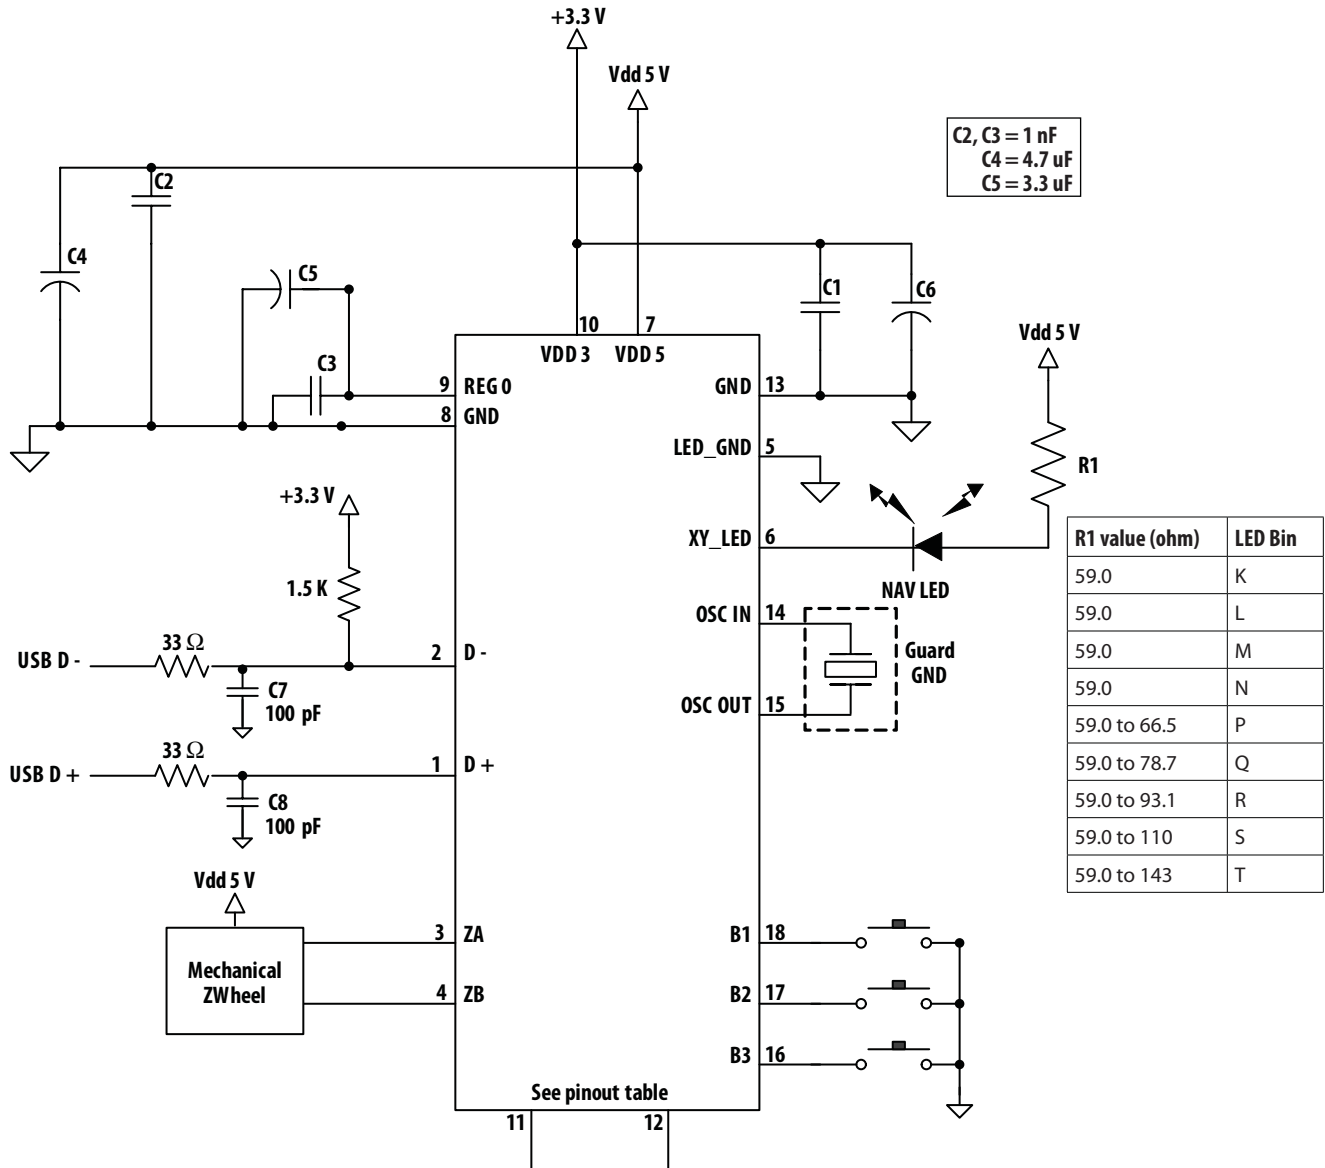 +3.3 V
Vdd 5 V
C2, C3 = 1 nF
C4 = 4.7 uF
C5 = 3.3 uF
C2
C4
C5
C1
C6
10
7
VDD 3
VDD 5
Vdd 5 V
C3
9
REG 0
8
GND
GND
13
LED_GND
5
R1
+3.3 V
XY_LED
6
NAV LED
1.5 K
R1 value (ohm) LED Bin
59.0 K
59.0 L
59.0 M
59.0 N
59.0 to 66.5 P
59.0 to 78.7 Q
59.0 to 93.1 R
59.0 to 110 S
59.0 to 143 T
OSC IN
14
Guard
GND
OSC OUT
15
USB D -
33 Ω
2
D -
C7
100 pF
USB D +
33 Ω
1
D +
C8
100 pF
Vdd 5 V
Mechanical
ZWheel
3
ZA
4
ZB
B1
18
B2
17
B3
16
See pinout table
11
12